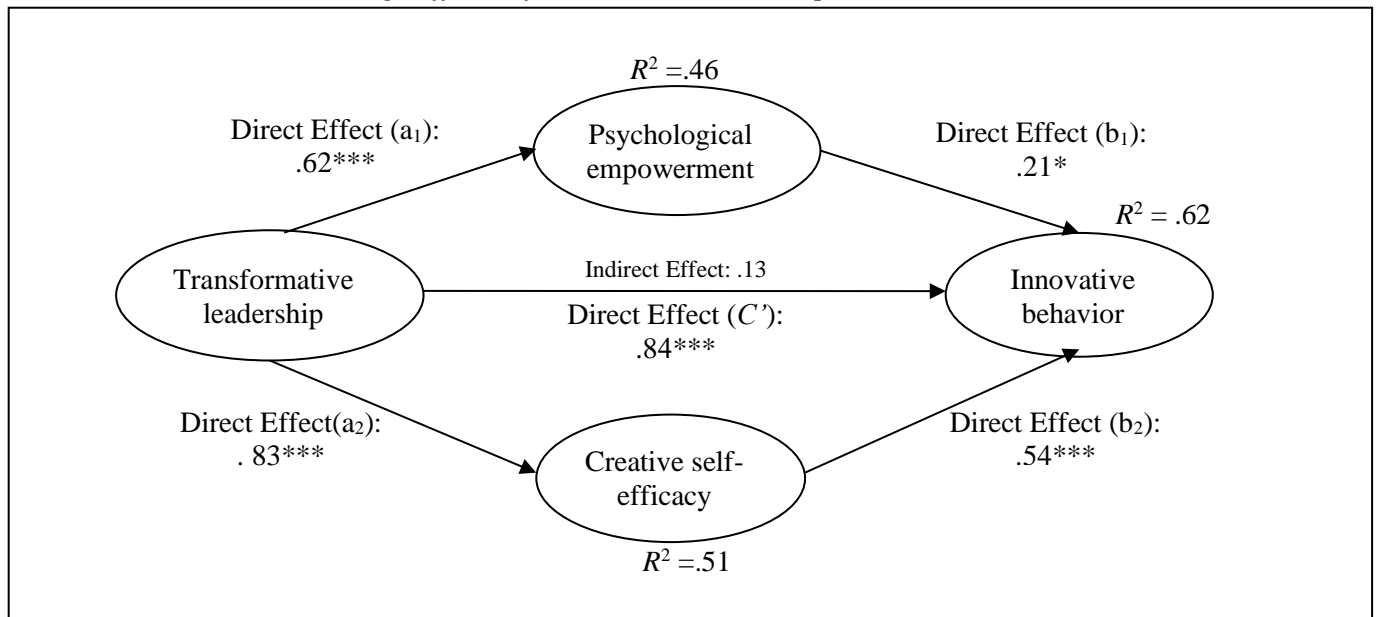 R² =.46
Direct Effect (a₁):
.62***
Psychological
empowerment
Direct Effect (b₁):
.21*
R² = .62
Transformative
leadership
Indirect Effect: .13
Direct Effect (C’):
.84***
Innovative
behavior
Direct Effect(a₂):
. 83***
Creative self-
efficacy
Direct Effect (b₂):
.54***
R² =.51